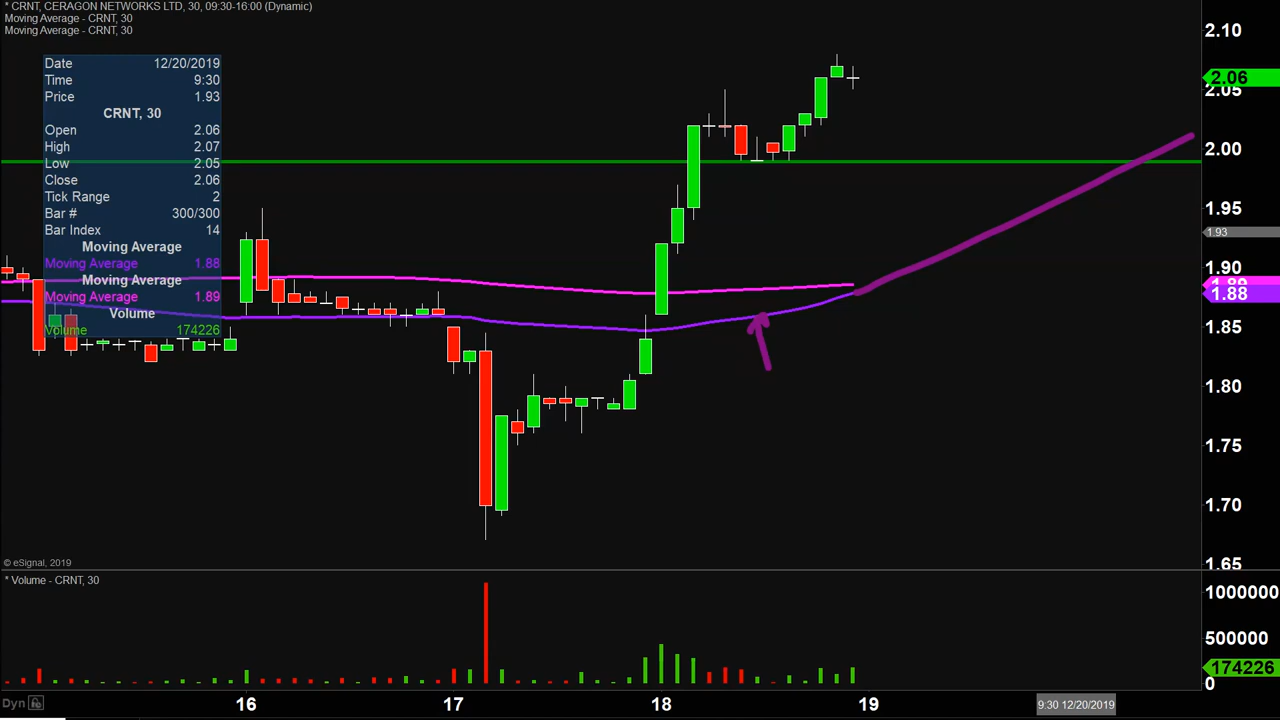 * CRNT, CERAGON NETWORKS LTD, 30, 09:30-16:00 (Dynamic)
Moving Average - CRNT, 30
Moving Average - CRNT, 30
Date 12/20/2019
Time 9:30
Price 1.93
CRNT, 30
Open 2.06
High 2.07
Low 2.05
Close 2.06
Tick Range 2
Bar # 300/300
Bar Index 14
Moving Average
Moving Average 1.88
Moving Average
Moving Average 1.89
Volume
Volume 174226
2.10
2.06
2.05
2.00
1.95
1.93
1.90
1.89
1.88
1.85
1.80
1.75
1.70
1.65
© eSignal, 2019
* Volume - CRNT, 30
1000000
500000
174226
0
Dyn 16 17 18 19 9:30 12/20/2019